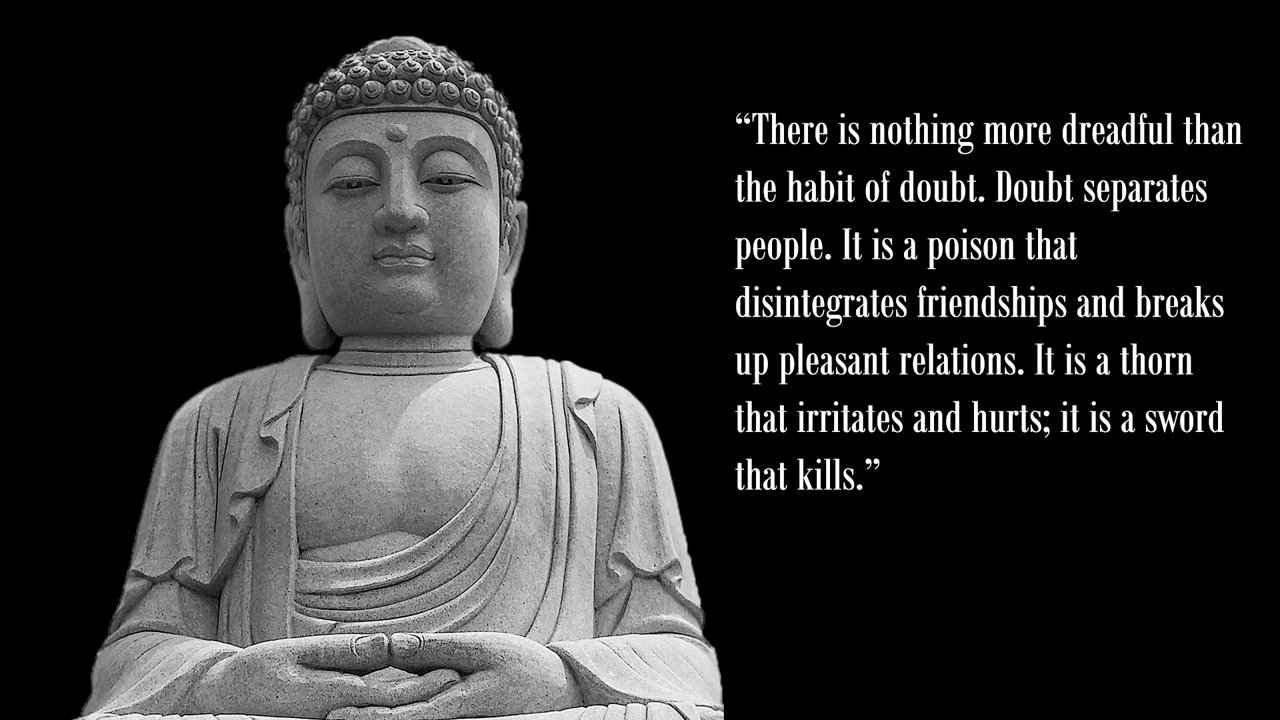 “There is nothing more dreadful than
the habit of doubt. Doubt separates
people. It is a poison that
disintegrates friendships and breaks
up pleasant relations. It is a thorn
that irritates and hurts; it is a sword
that kills.”